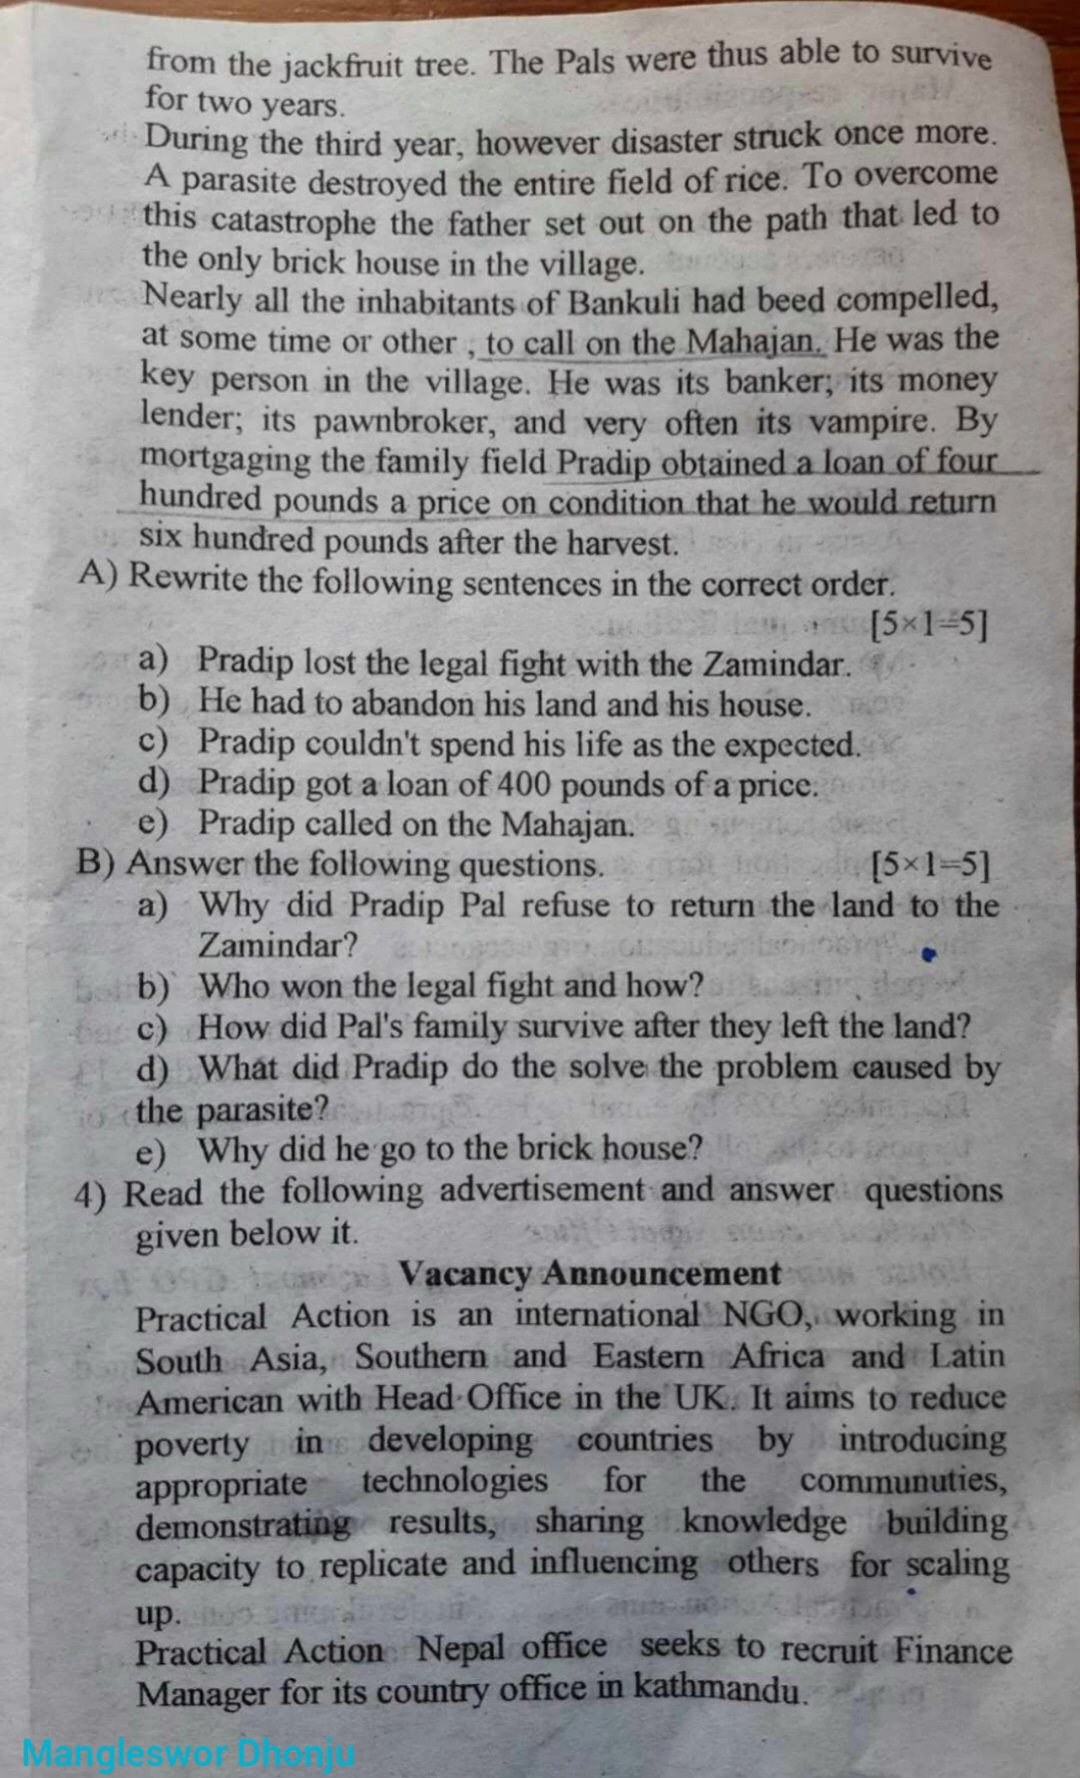 from the jackfruit tree. The Pals were thus able to survive
for two years.
During the third year, however disaster struck once more.
A parasite destroyed the entire field of rice. To overcome
this catastrophe the father set out on the path that led to
the only brick house in the village.
Nearly all the inhabitants of Bankuli had beed compelled,
at some time or other , to call on the Mahajan. He was the
key person in the village. He was its banker; its money
lender; its pawnbroker, and very often its vampire. By
mortgaging the family field Pradip obtained a loan of four
hundred pounds a price on condition that he would return
six hundred pounds after the harvest.
A) Rewrite the following sentences in the correct order.
[5×1=5]
a) Pradip lost the legal fight with the Zamindar.
b) He had to abandon his land and his house.
c) Pradip couldn't spend his life as the expected.
d) Pradip got a loan of 400 pounds of a price.
e) Pradip called on the Mahajan.
B) Answer the following questions. [5×1=5]
a) Why did Pradip Pal refuse to return the land to the
Zamindar?
b) Who won the legal fight and how?
c) How did Pal's family survive after they left the land?
d) What did Pradip do the solve the problem caused by
the parasite?
e) Why did he go to the brick house?
4) Read the following advertisement and answer questions
given below it.
Vacancy Announcement
Practical Action is an international NGO, working in
South Asia, Southern and Eastern Africa and Latin
American with Head Office in the UK. It aims to reduce
poverty in developing countries by introducing
appropriate technologies for the communuties,
demonstrating results, sharing knowledge building
capacity to replicate and influencing others for scaling
up.
Practical Action Nepal office seeks to recruit Finance
Manager for its country office in kathmandu.
Mangleswor Dhonju